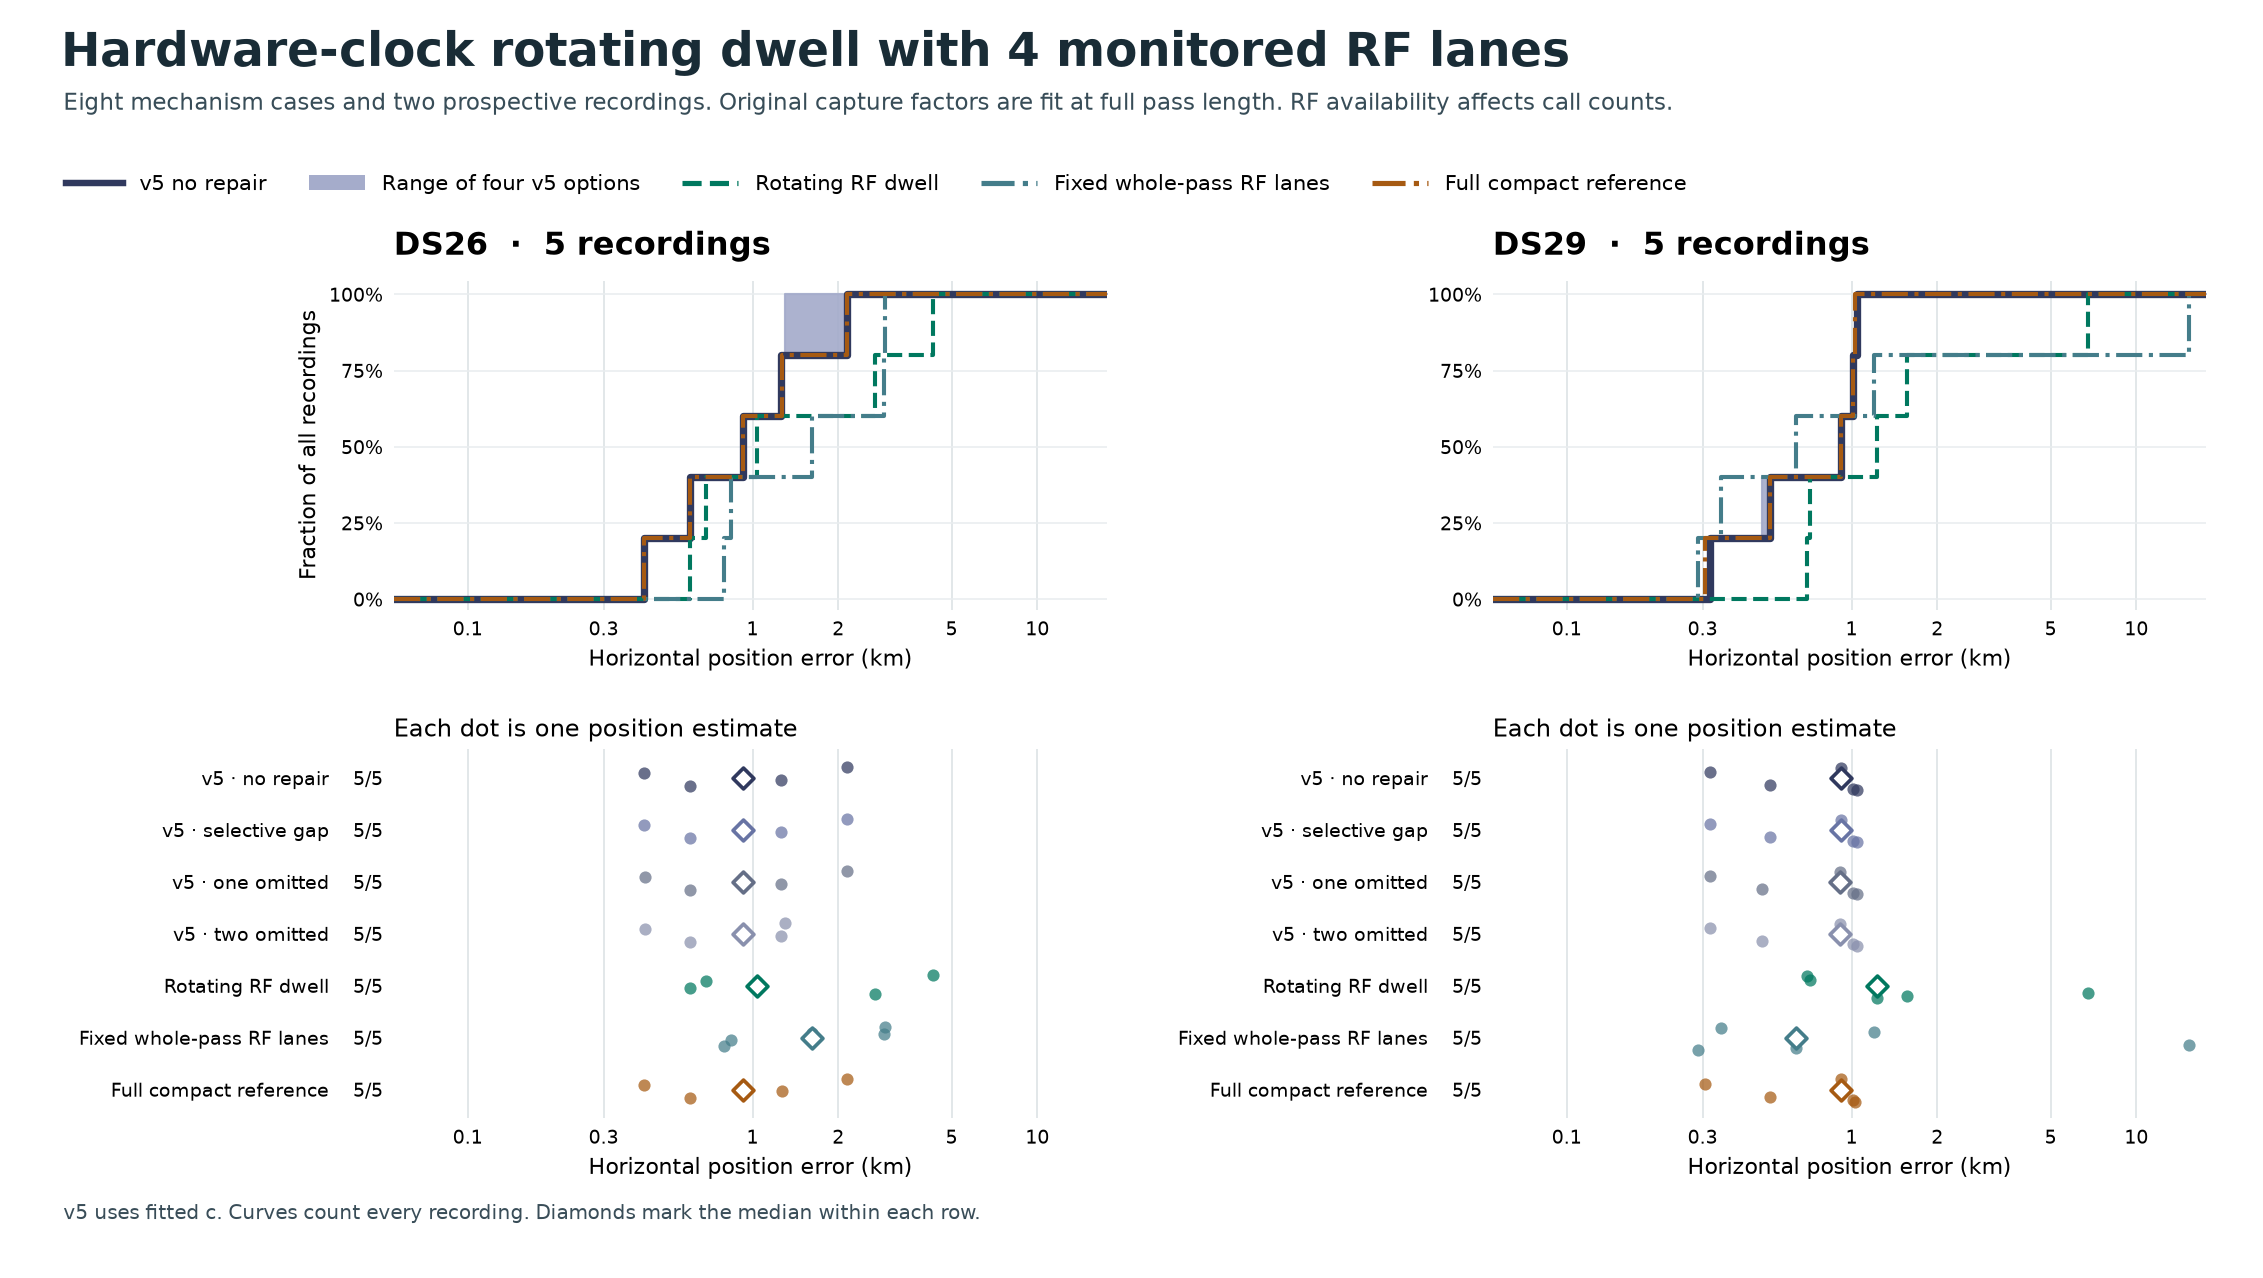 Hardware-clock rotating dwell with 4 monitored RF lanes
Eight mechanism cases and two prospective recordings. Original capture factors are fit at full pass length. RF availability affects call counts.
v5 no repair
Range of four v5 options
Rotating RF dwell
Fixed whole-pass RF lanes
Full compact reference
DS26 · 5 recordings
Fraction of all recordings
100%
75%
50%
25%
0%
0.1 0.3 1 2 5 10
Horizontal position error (km)
DS29 · 5 recordings
100%
75%
50%
25%
0%
0.1 0.3 1 2 5 10
Horizontal position error (km)
Each dot is one position estimate
v5 · no repair 5/5
v5 · selective gap 5/5
v5 · one omitted 5/5
v5 · two omitted 5/5
Rotating RF dwell 5/5
Fixed whole-pass RF lanes 5/5
Full compact reference 5/5
0.1 0.3 1 2 5 10
Horizontal position error (km)
Each dot is one position estimate
v5 · no repair 5/5
v5 · selective gap 5/5
v5 · one omitted 5/5
v5 · two omitted 5/5
Rotating RF dwell 5/5
Fixed whole-pass RF lanes 5/5
Full compact reference 5/5
0.1 0.3 1 2 5 10
Horizontal position error (km)
v5 uses fitted c. Curves count every recording. Diamonds mark the median within each row.